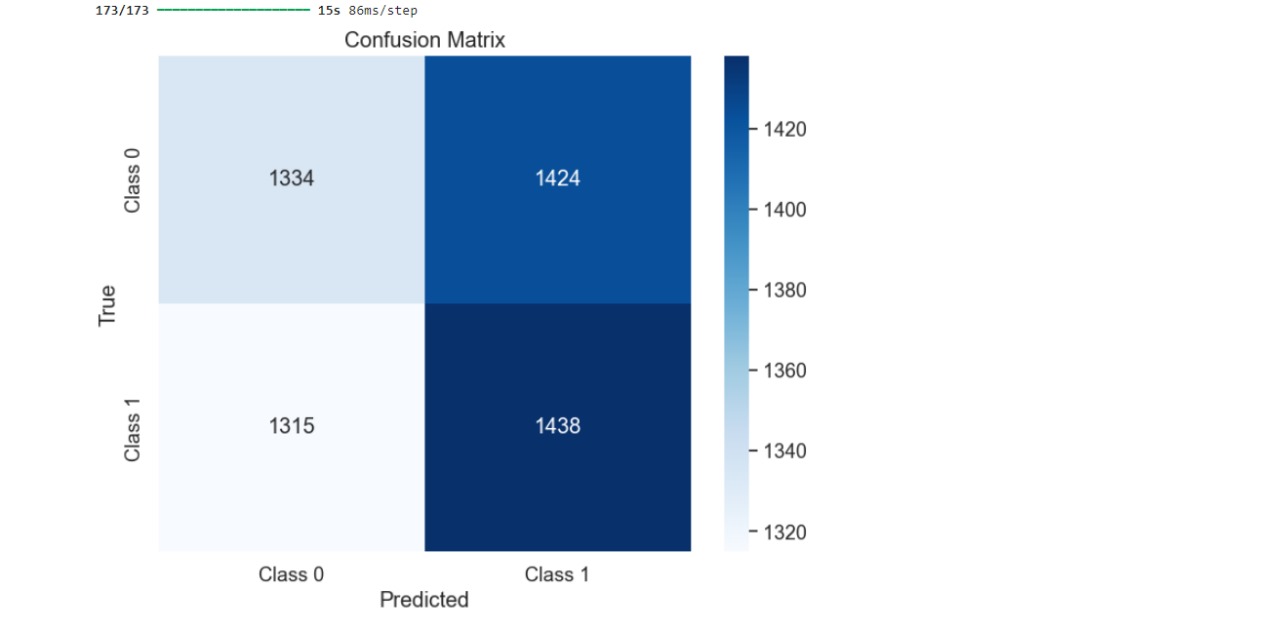 173/173 ━━━━━━━━━━━━━━━━━━━━ 15s 86ms/step
Confusion Matrix
Class 0
1334
1424
1420
1400
1380
True
1360
Class 1
1315
1438
1340
1320
Class 0
Class 1
Predicted